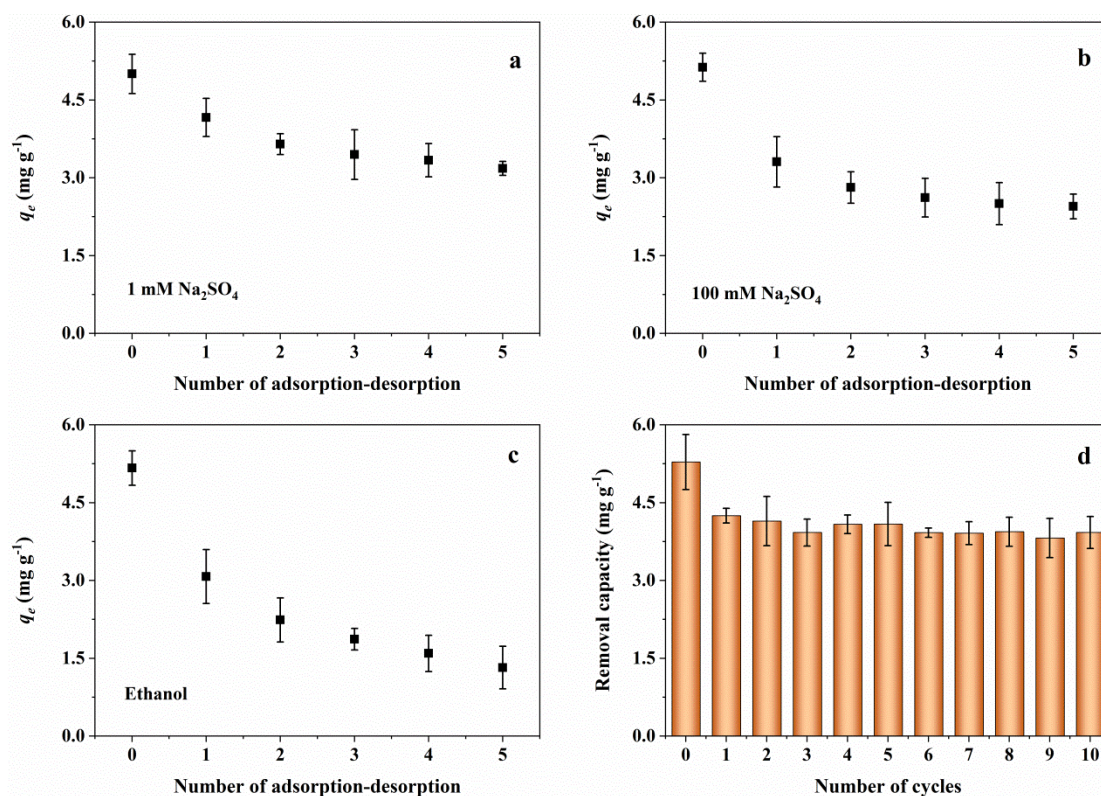 6.0
4.5
3.0
1.5
0.0
qₑ (mg g⁻¹)
a
1 mM Na₂SO₄
0 1 2 3 4 5
Number of adsorption-desorption
6.0
4.5
3.0
1.5
0.0
qₑ (mg g⁻¹)
b
100 mM Na₂SO₄
0 1 2 3 4 5
Number of adsorption-desorption
6.0
4.5
3.0
1.5
0.0
qₑ (mg g⁻¹)
c
Ethanol
0 1 2 3 4 5
Number of adsorption-desorption
6.0
4.5
3.0
1.5
0.0
Removal capacity (mg g⁻¹)
d
0 1 2 3 4 5 6 7 8 9 10
Number of cycles